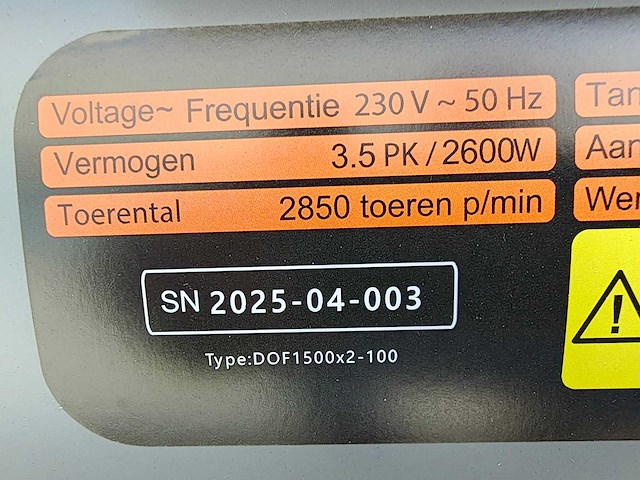 Voltage~ Frequentie 230 V ~ 50 Hz
Vermogen 3.5 PK / 2600W
Toerental 2850 toeren p/min
SN 2025-04-003
Type:DOF1500x2-100